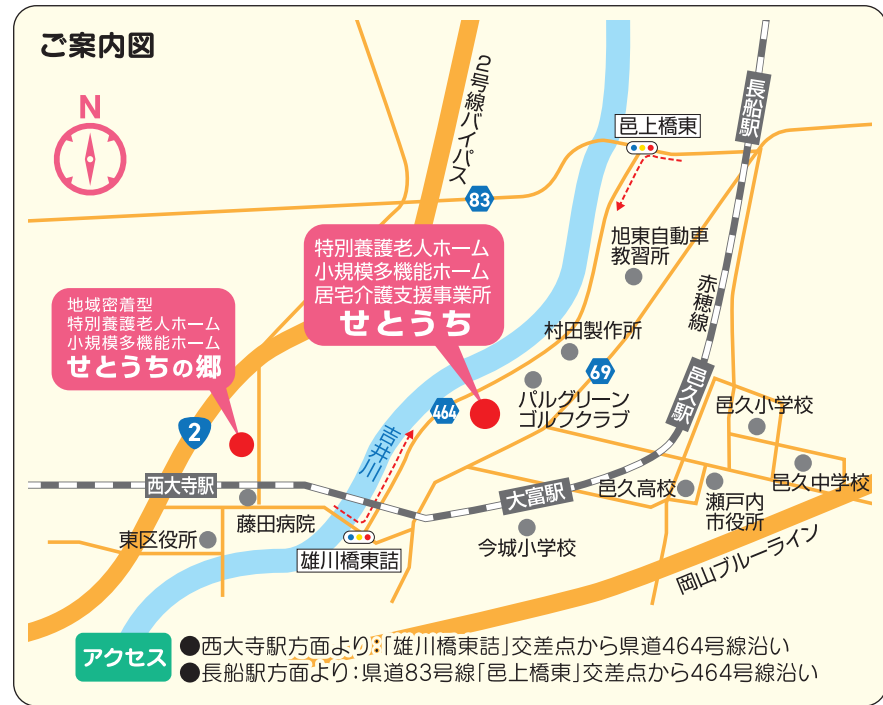 ご案内図
N
2号線バイパス
長船駅
邑上橋東
83
特別養護老人ホーム
小規模多機能ホーム
居宅介護支援事業所
せとうち
旭東自動車
教習所
赤穂線
地域密着型
特別養護老人ホーム
小規模多機能ホーム
せとうちの郷
村田製作所
69
パルグリーン
ゴルフクラブ
464
邑久駅
邑久小学校
2
吉井川
西大寺駅
大富駅
邑久高校
瀬戸内
市役所
邑久中学校
藤田病院
東区役所
雄川橋東詰
今城小学校
岡山ブルーライン
アクセス
●西大寺駅方面より:「雄川橋東詰」交差点から県道464号線沿い
●長船駅方面より:県道83号線「邑上橋東」交差点から464号線沿い